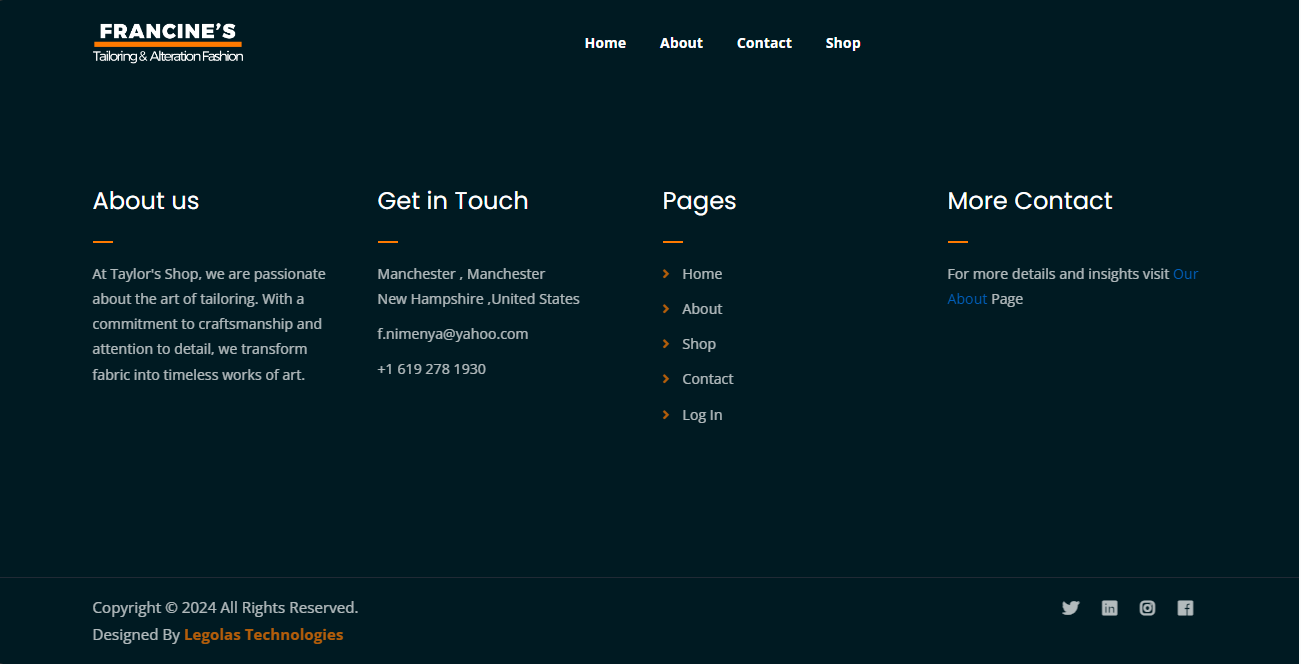 FRANCINE'S
Tailoring & Alteration Fashion
Home About Contact Shop
About us
At Taylor's Shop, we are passionate
about the art of tailoring. With a
commitment to craftsmanship and
attention to detail, we transform
fabric into timeless works of art.
Get in Touch
Manchester , Manchester
New Hampshire ,United States
f.nimenya@yahoo.com
+1 619 278 1930
Pages
Home
About
Shop
Contact
Log In
More Contact
For more details and insights visit Our
About Page
Copyright © 2024 All Rights Reserved.
Designed By Legolas Technologies